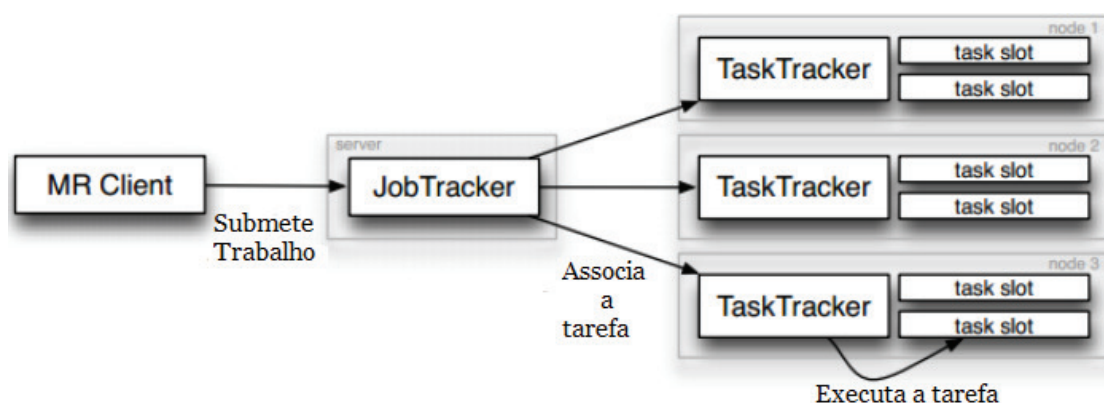 MR Client
Submete
Trabalho
server
JobTracker
Associa
a
tarefa
node 1
TaskTracker
task slot
task slot
node 2
TaskTracker
task slot
task slot
node 3
TaskTracker
task slot
task slot
Executa a tarefa